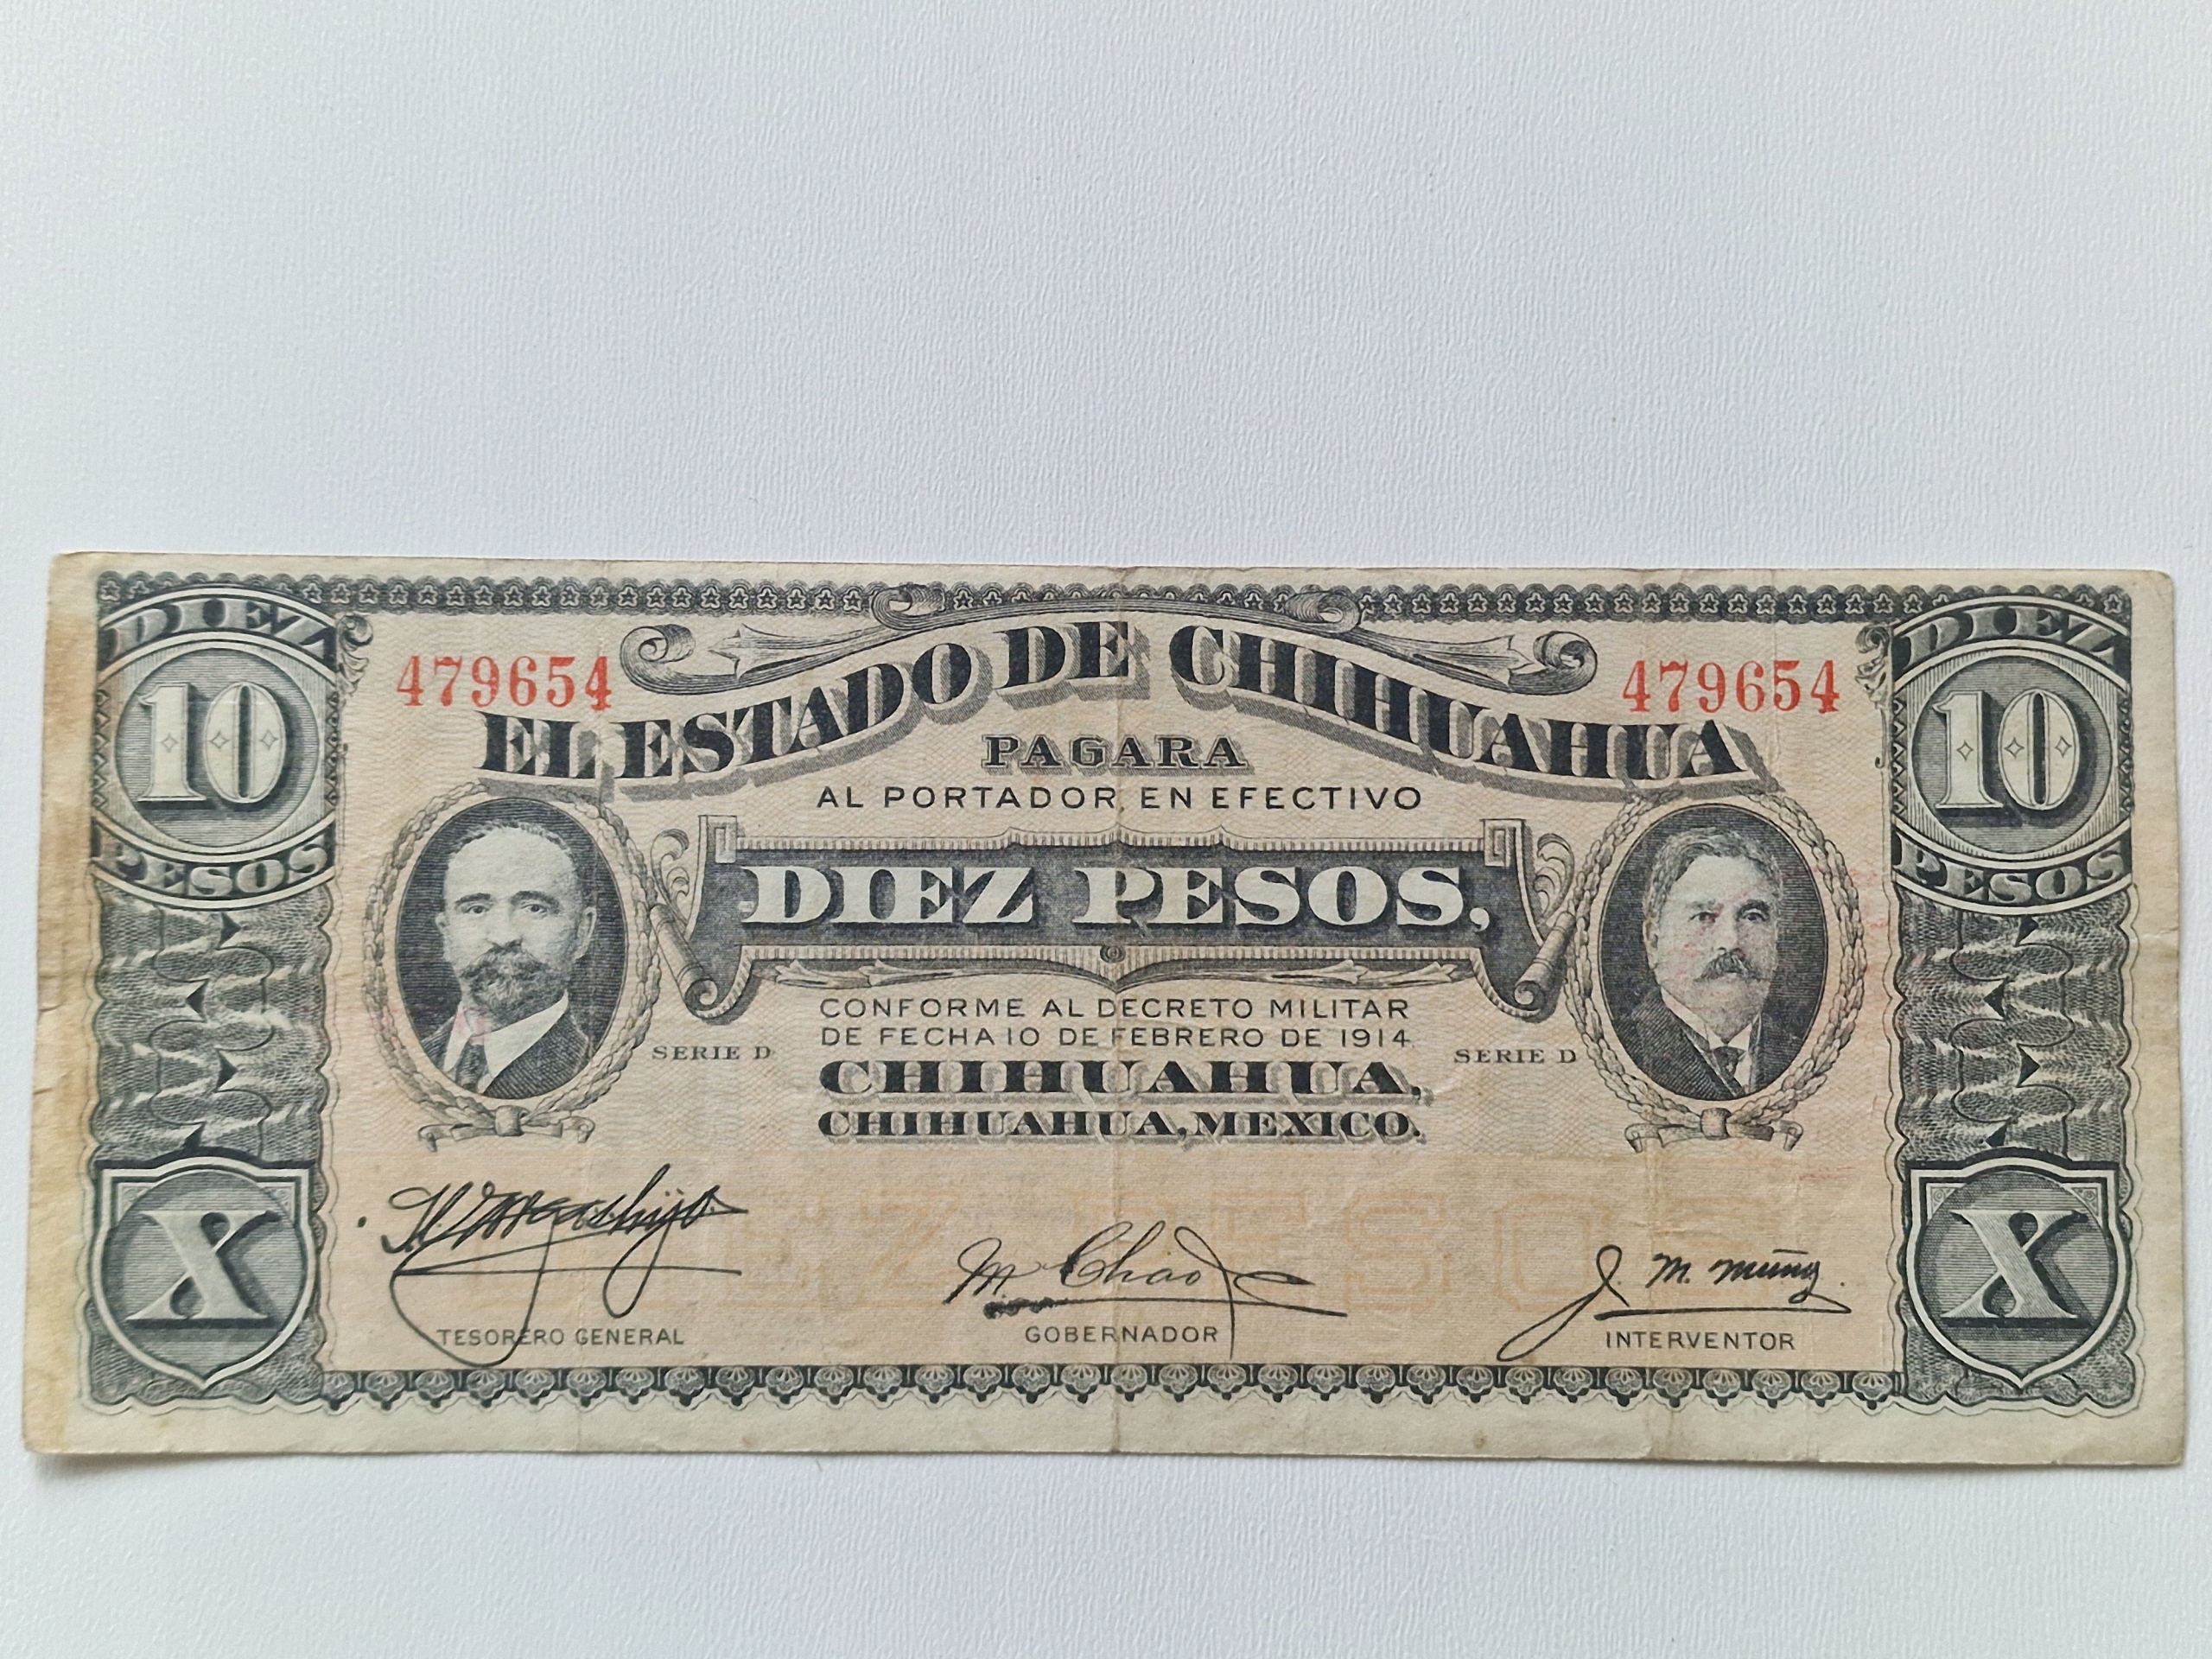 DIEZ
10
PESOS
479654
EL ESTADO DE CHIHUAHUA
479654
DIEZ
10
PESOS
PAGARA
AL PORTADOR, EN EFECTIVO
DIEZ PESOS,
CONFORME AL DECRETO MILITAR
DE FECHA 10 DE FEBRERO DE 1914.
SERIE D
SERIE D
CHIHUAHUA,
CHIHUAHUA, MEXICO.
X
M Chao
J. M. Muñoz
X
TESORERO GENERAL
GOBERNADOR
INTERVENTOR